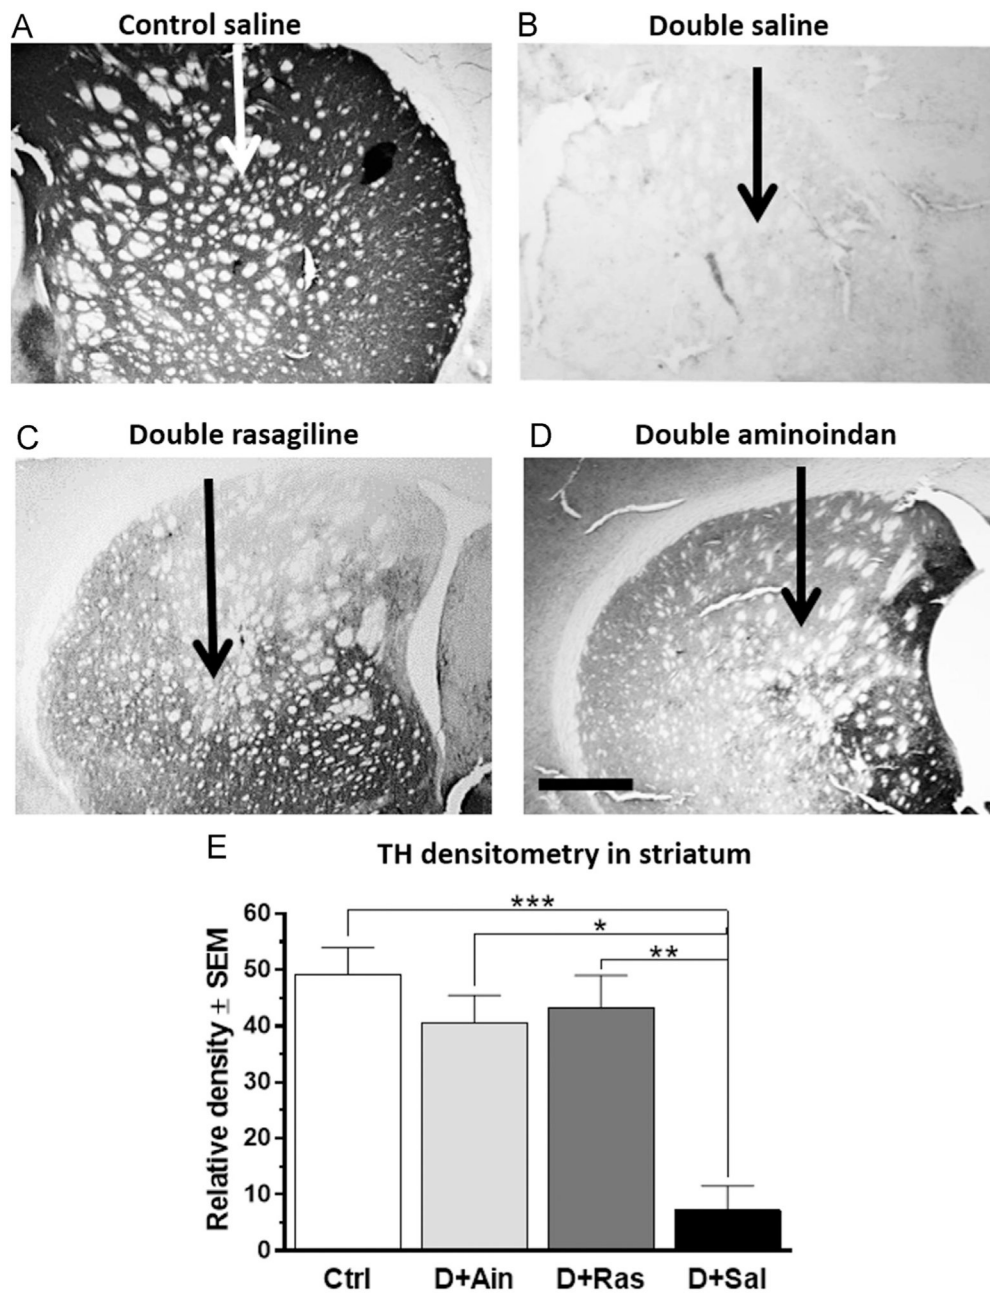 A
Control saline
B
Double saline
C
Double rasagiline
D
Double aminoindan
E
TH densitometry in striatum
***
*
**
Relative density ± SEM
60
50
40
30
20
10
0
Ctrl
D+Ain
D+Ras
D+Sal